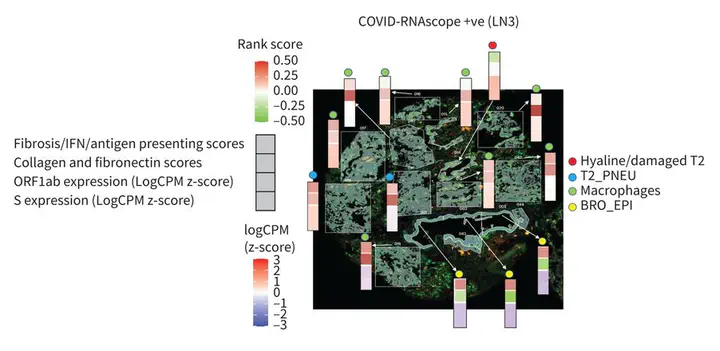 COVID-RNAscope +ve (LN3)
Rank score
0.50
0.25
0.00
−0.25
−0.50
Fibrosis/IFN/antigen presenting scores
Collagen and fibronectin scores
ORF1ab expression (LogCPM z-score)
S expression (LogCPM z-score)
logCPM
(z-score)
3
2
1
0
−1
−2
−3
Hyaline/damaged T2
T2_PNEU
Macrophages
BRO_EPI